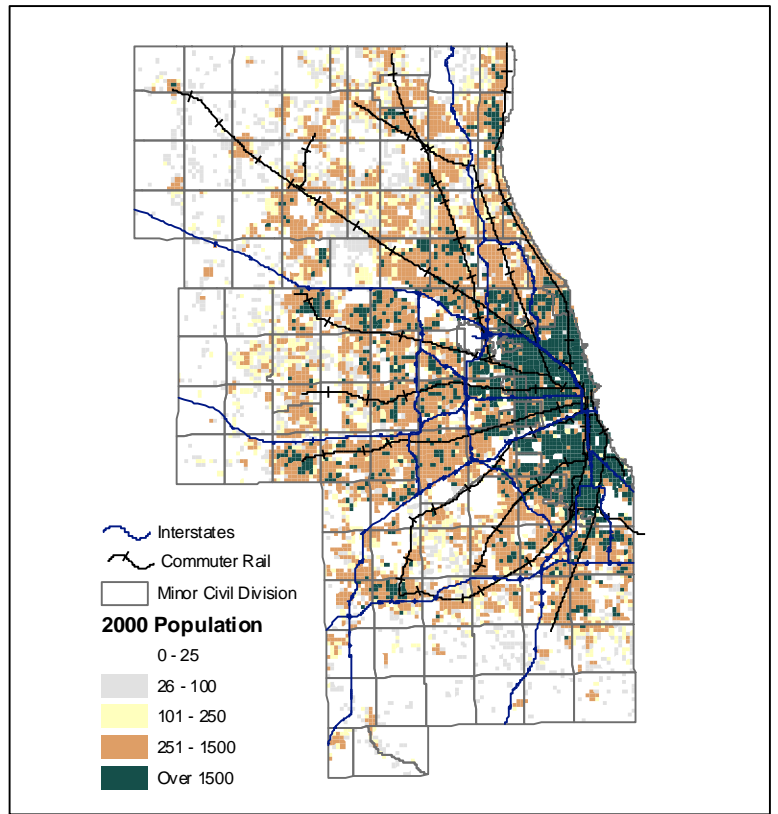 Interstates
Commuter Rail
Minor Civil Division
2000 Population
0 - 25
26 - 100
101 - 250
251 - 1500
Over 1500